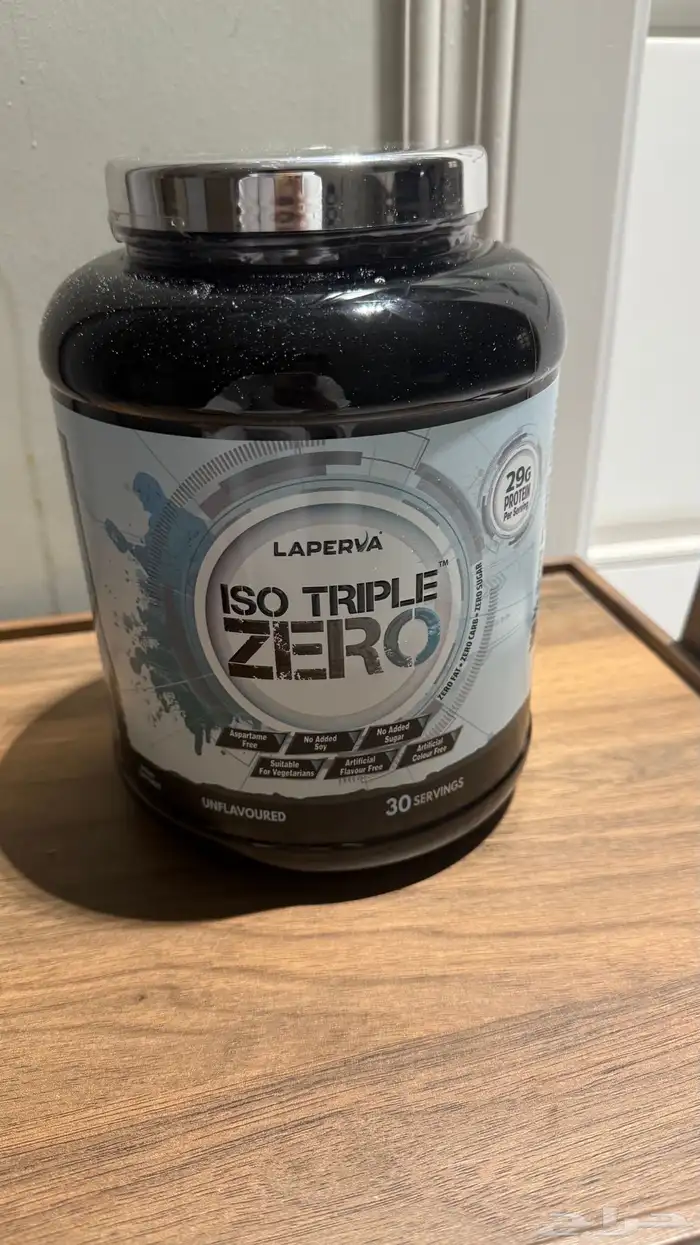 29G
PROTEIN
Per Serving
LAPERVA
ISO TRIPLE™
ZERO
ZERO FAT • ZERO CARB • ZERO SUGAR
Aspartame
Free
No Added
Soy
No Added
Sugar
Suitable
For Vegetarians
Artificial
Flavour Free
Artificial
Colour Free
UNFLAVOURED
30 SERVINGS
حراج